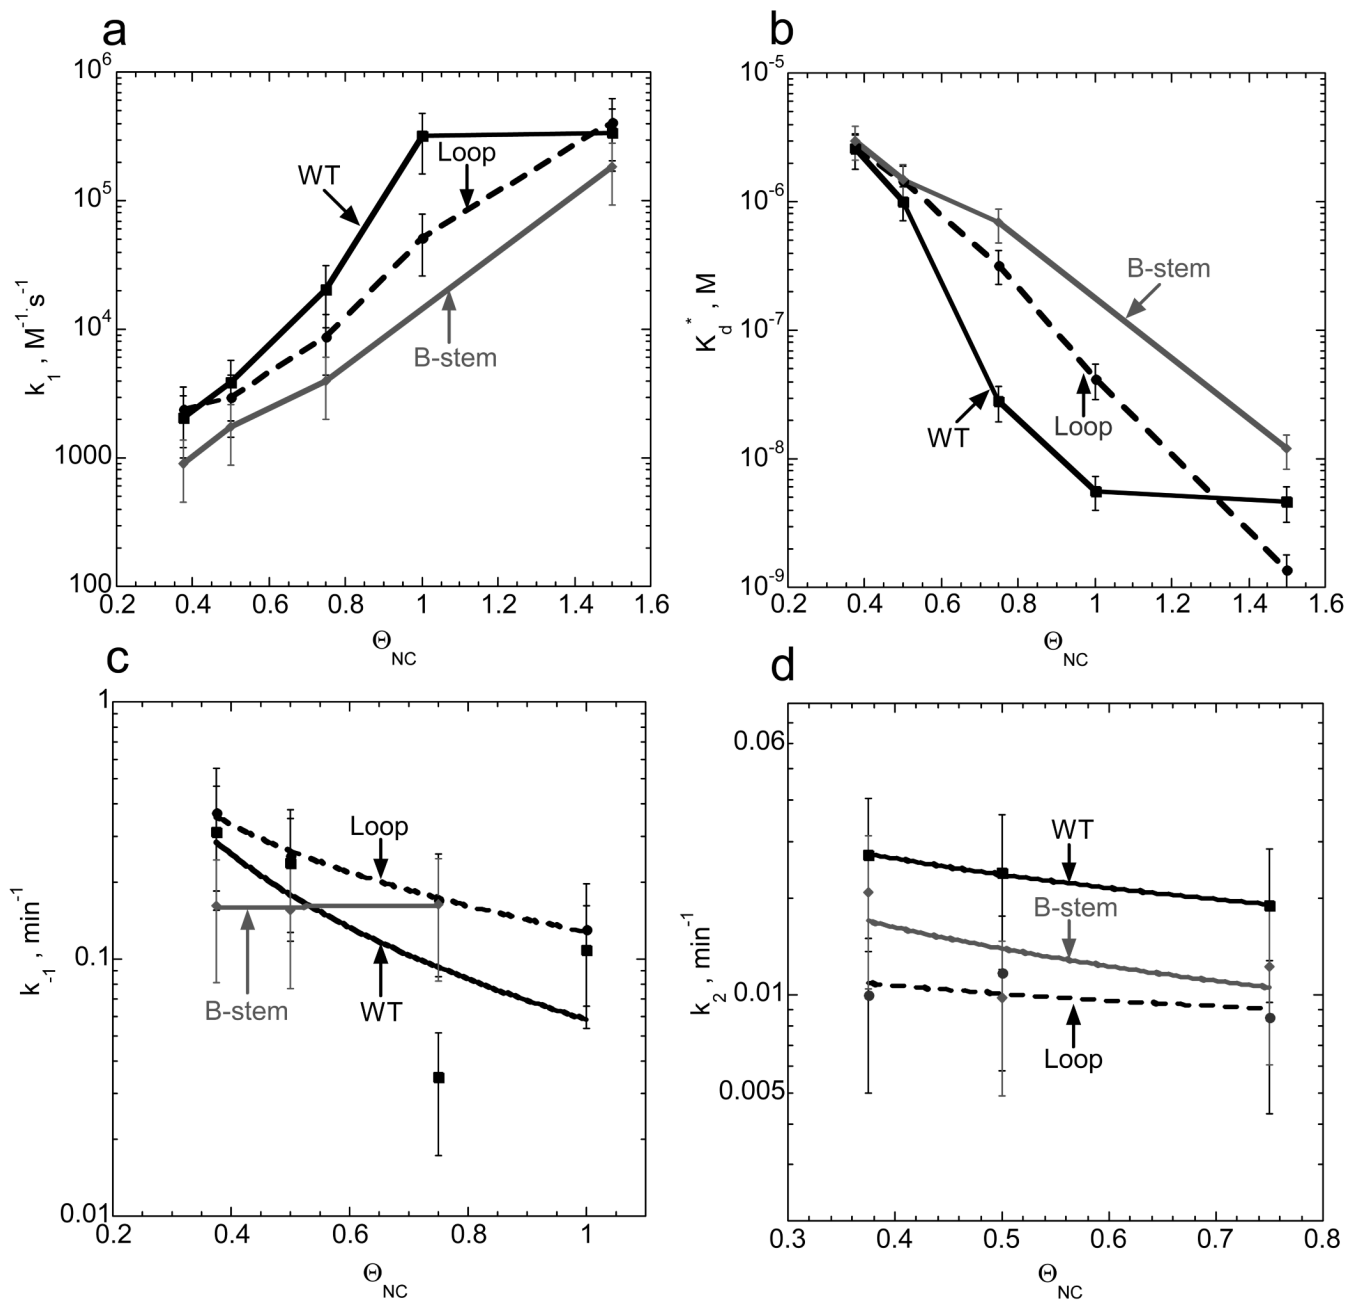 a
10^6
10^5
10^4
1000
100
k_1 , M^-1·s^-1
WT
Loop
B-stem
0.2 0.4 0.6 0.8 1 1.2 1.4 1.6
Θ_NC
b
10^-5
10^-6
10^-7
10^-8
10^-9
K_d^* , M
B-stem
WT
Loop
0.2 0.4 0.6 0.8 1 1.2 1.4 1.6
Θ_NC
c
1
0.1
0.01
k_-1 , min^-1
Loop
B-stem
WT
0.2 0.4 0.6 0.8 1
Θ_NC
d
0.06
0.01
0.005
k_2 , min^-1
WT
B-stem
Loop
0.3 0.4 0.5 0.6 0.7 0.8
Θ_NC